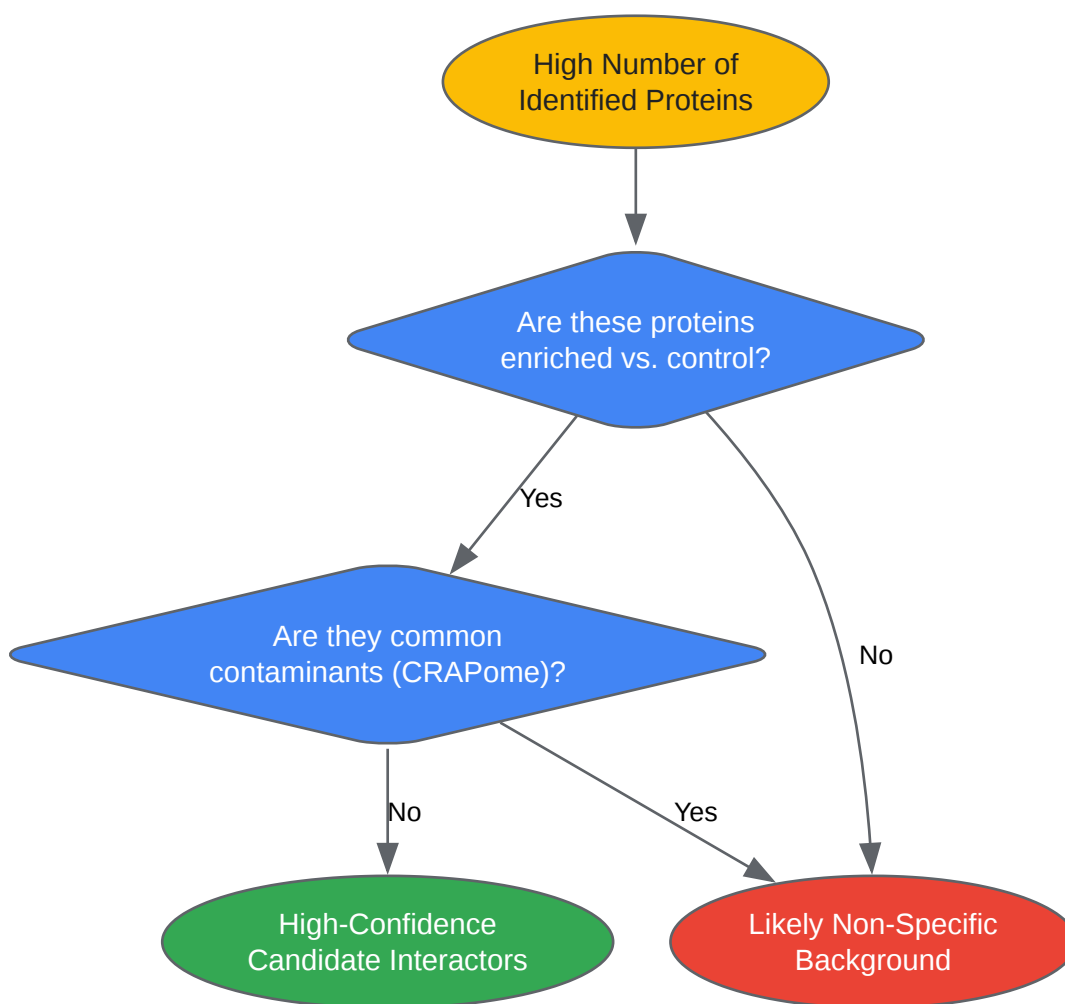 High Number of
Identified Proteins
Are these proteins
enriched vs. control?
Yes
Are they common
contaminants (CRAPome)?
No
No
Yes
High-Confidence
Candidate Interactors
Likely Non-Specific
Background